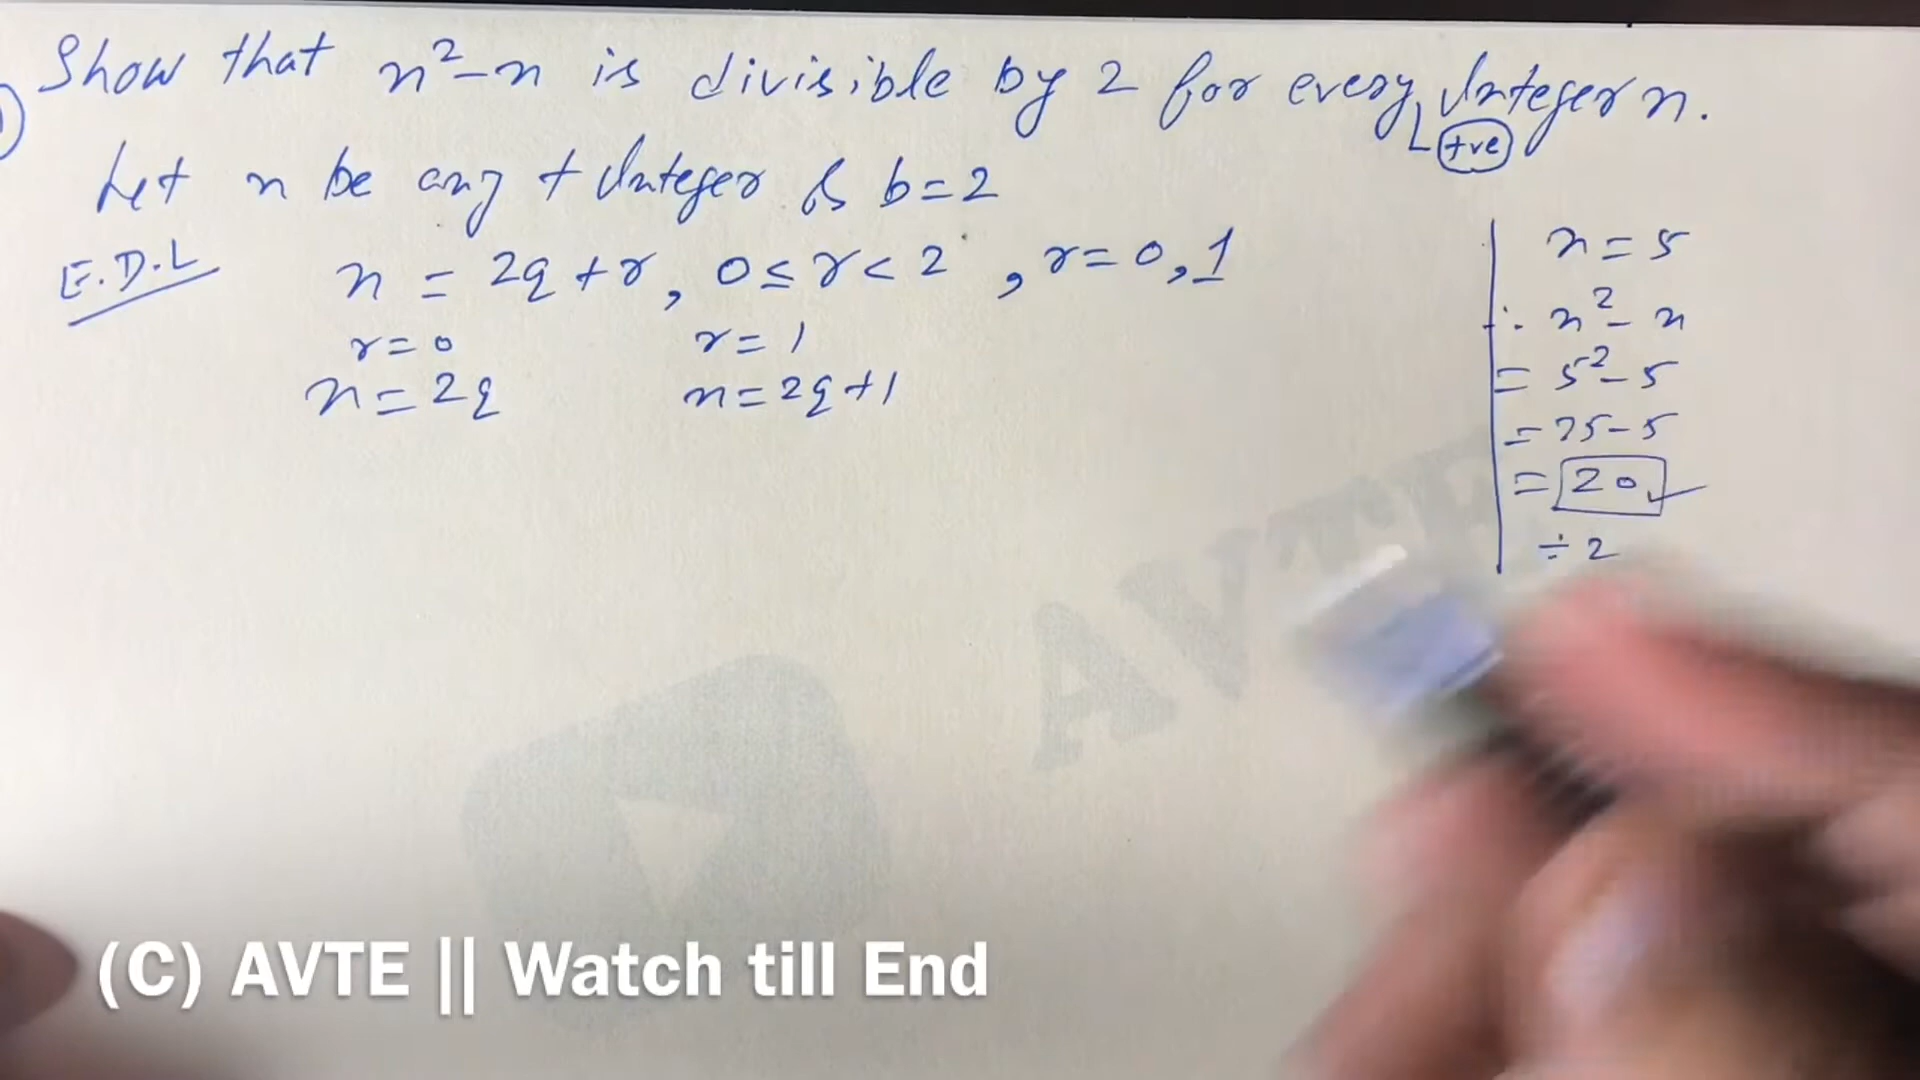 Show that n²-n is divisible by 2 for every +ve Integer n.
Let n be any + Integer & b=2
E.D.L n = 2q+r, 0≤r<2, r=0,1
r=0 r=1
n=2q n=2q+1
n=5
∴ n²-n
= 5²-5
=25-5
=20
÷2
AVTE
(C) AVTE || Watch till End